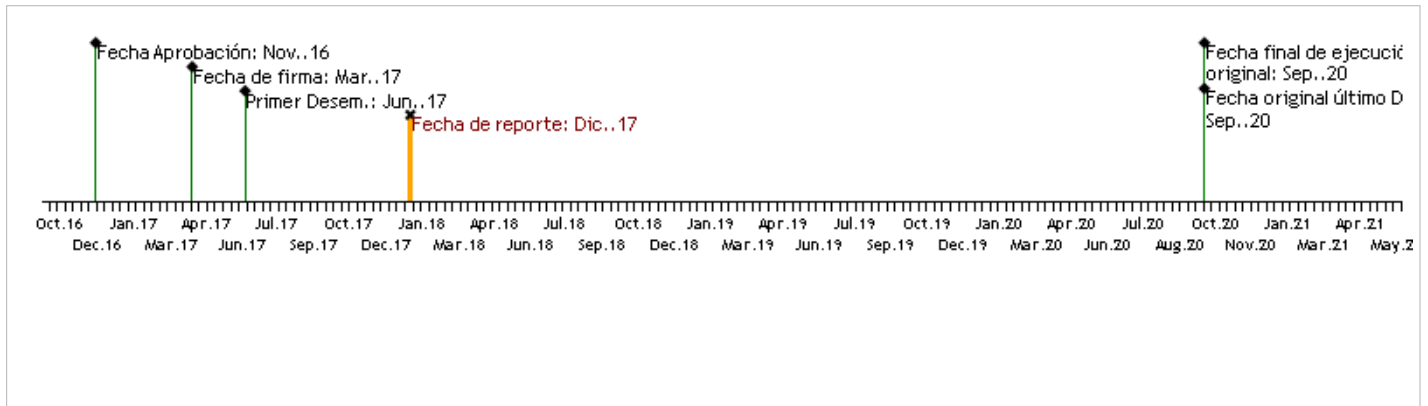 Fecha Aprobación: Nov..16
Fecha de firma: Mar..17
Primer Desem.: Jun..17
Fecha de reporte: Dic..17
Fecha final de ejecució
original: Sep..20
Fecha original último D
Sep..20
Oct.16 Jan.17 Apr.17 Jul.17 Oct.17 Jan.18 Apr.18 Jul.18 Oct.18 Jan.19 Apr.19 Jul.19 Oct.19 Jan.20 Apr.20 Jul.20 Oct.20 Jan.21 Apr.21
Dec.16 Mar.17 Jun.17 Sep.17 Dec.17 Mar.18 Jun.18 Sep.18 Dec.18 Mar.19 Jun.19 Sep.19 Dec.19 Mar.20 Jun.20 Aug.20 Nov.20 Mar.21 May.2